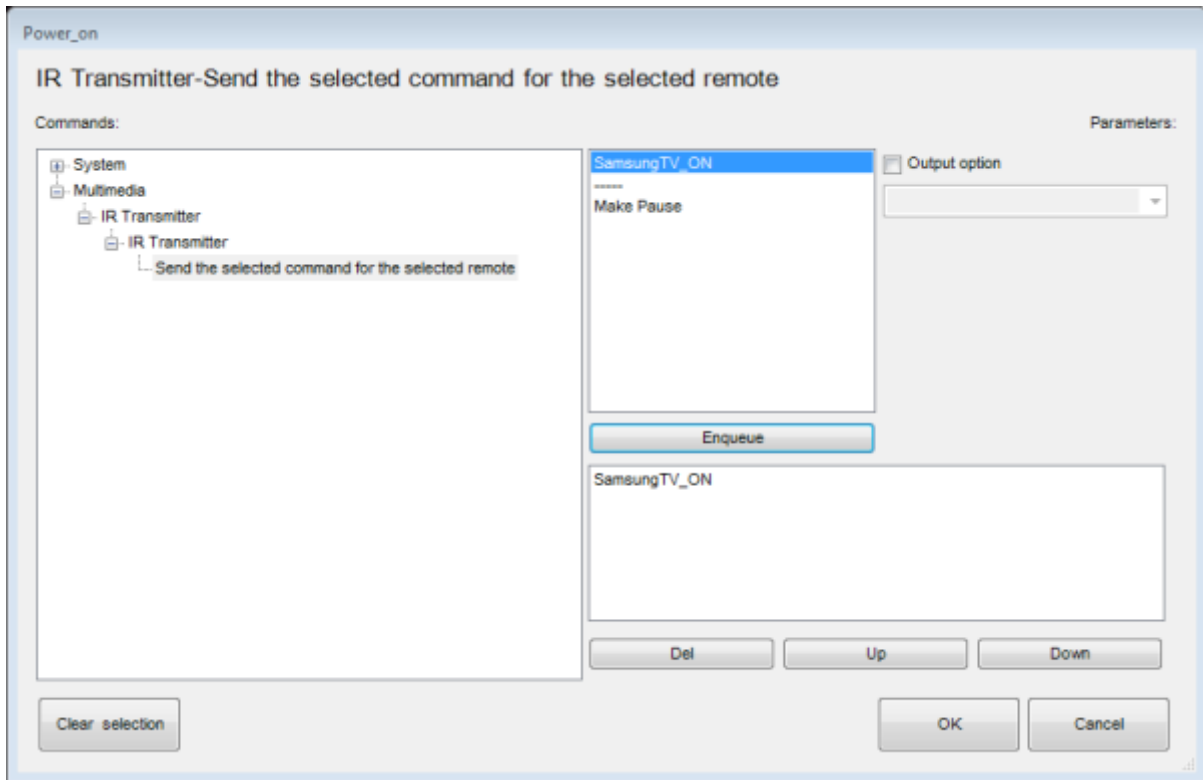 Power_on
IR Transmitter-Send the selected command for the selected remote
Commands:
Parameters:
System
Multimedia
IR Transmitter
IR Transmitter
Send the selected command for the selected remote
SamsungTV_ON
-----
Make Pause
Output option
Enqueue
SamsungTV_ON
Del
Up
Down
Clear selection
OK
Cancel